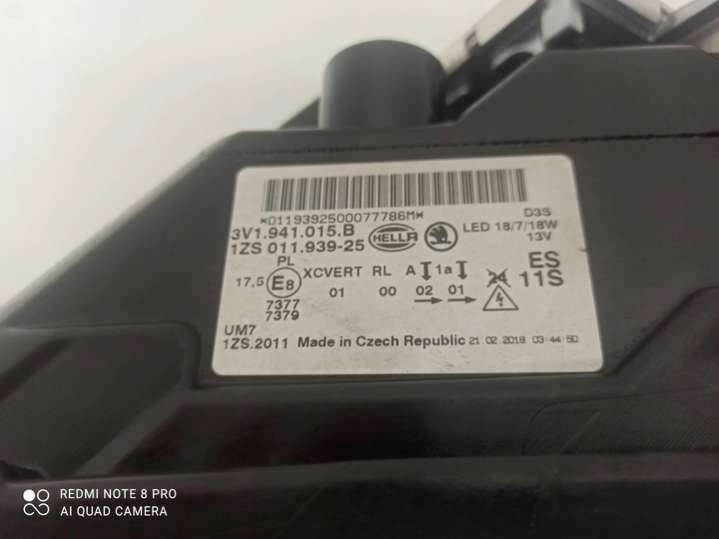 *0119392500077786M*
3V1.941.015.B
1ZS 011.939-25
HELLA
D3S
LED 18/7/18W
13V
PL
17,5 E8 XCVERT RL A 1a
01 00 02 01
7377
7379
ES
24 11S
UM7
1ZS.2011 Made in Czech Republic 21.02.2018 03:44:50
REDMI NOTE 8 PRO
AI QUAD CAMERA